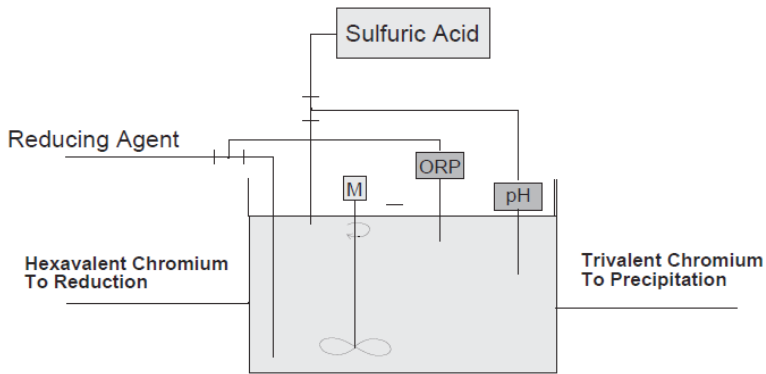 Sulfuric Acid
Reducing Agent
ORP
M
pH
Hexavalent Chromium
To Reduction
Trivalent Chromium
To Precipitation